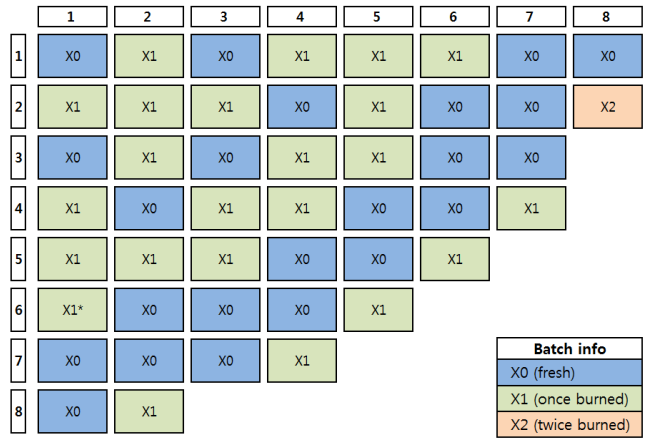 1 2 3 4 5 6 7 8
1 X0 X1 X0 X1 X1 X1 X0 X0
2 X1 X1 X1 X0 X1 X0 X0 X2
3 X0 X1 X0 X1 X1 X0 X0
4 X1 X0 X1 X1 X0 X0 X1
5 X1 X1 X1 X0 X0 X1
6 X1* X0 X0 X0 X1
7 X0 X0 X0 X1
8 X0 X1
Batch info
X0 (fresh)
X1 (once burned)
X2 (twice burned)